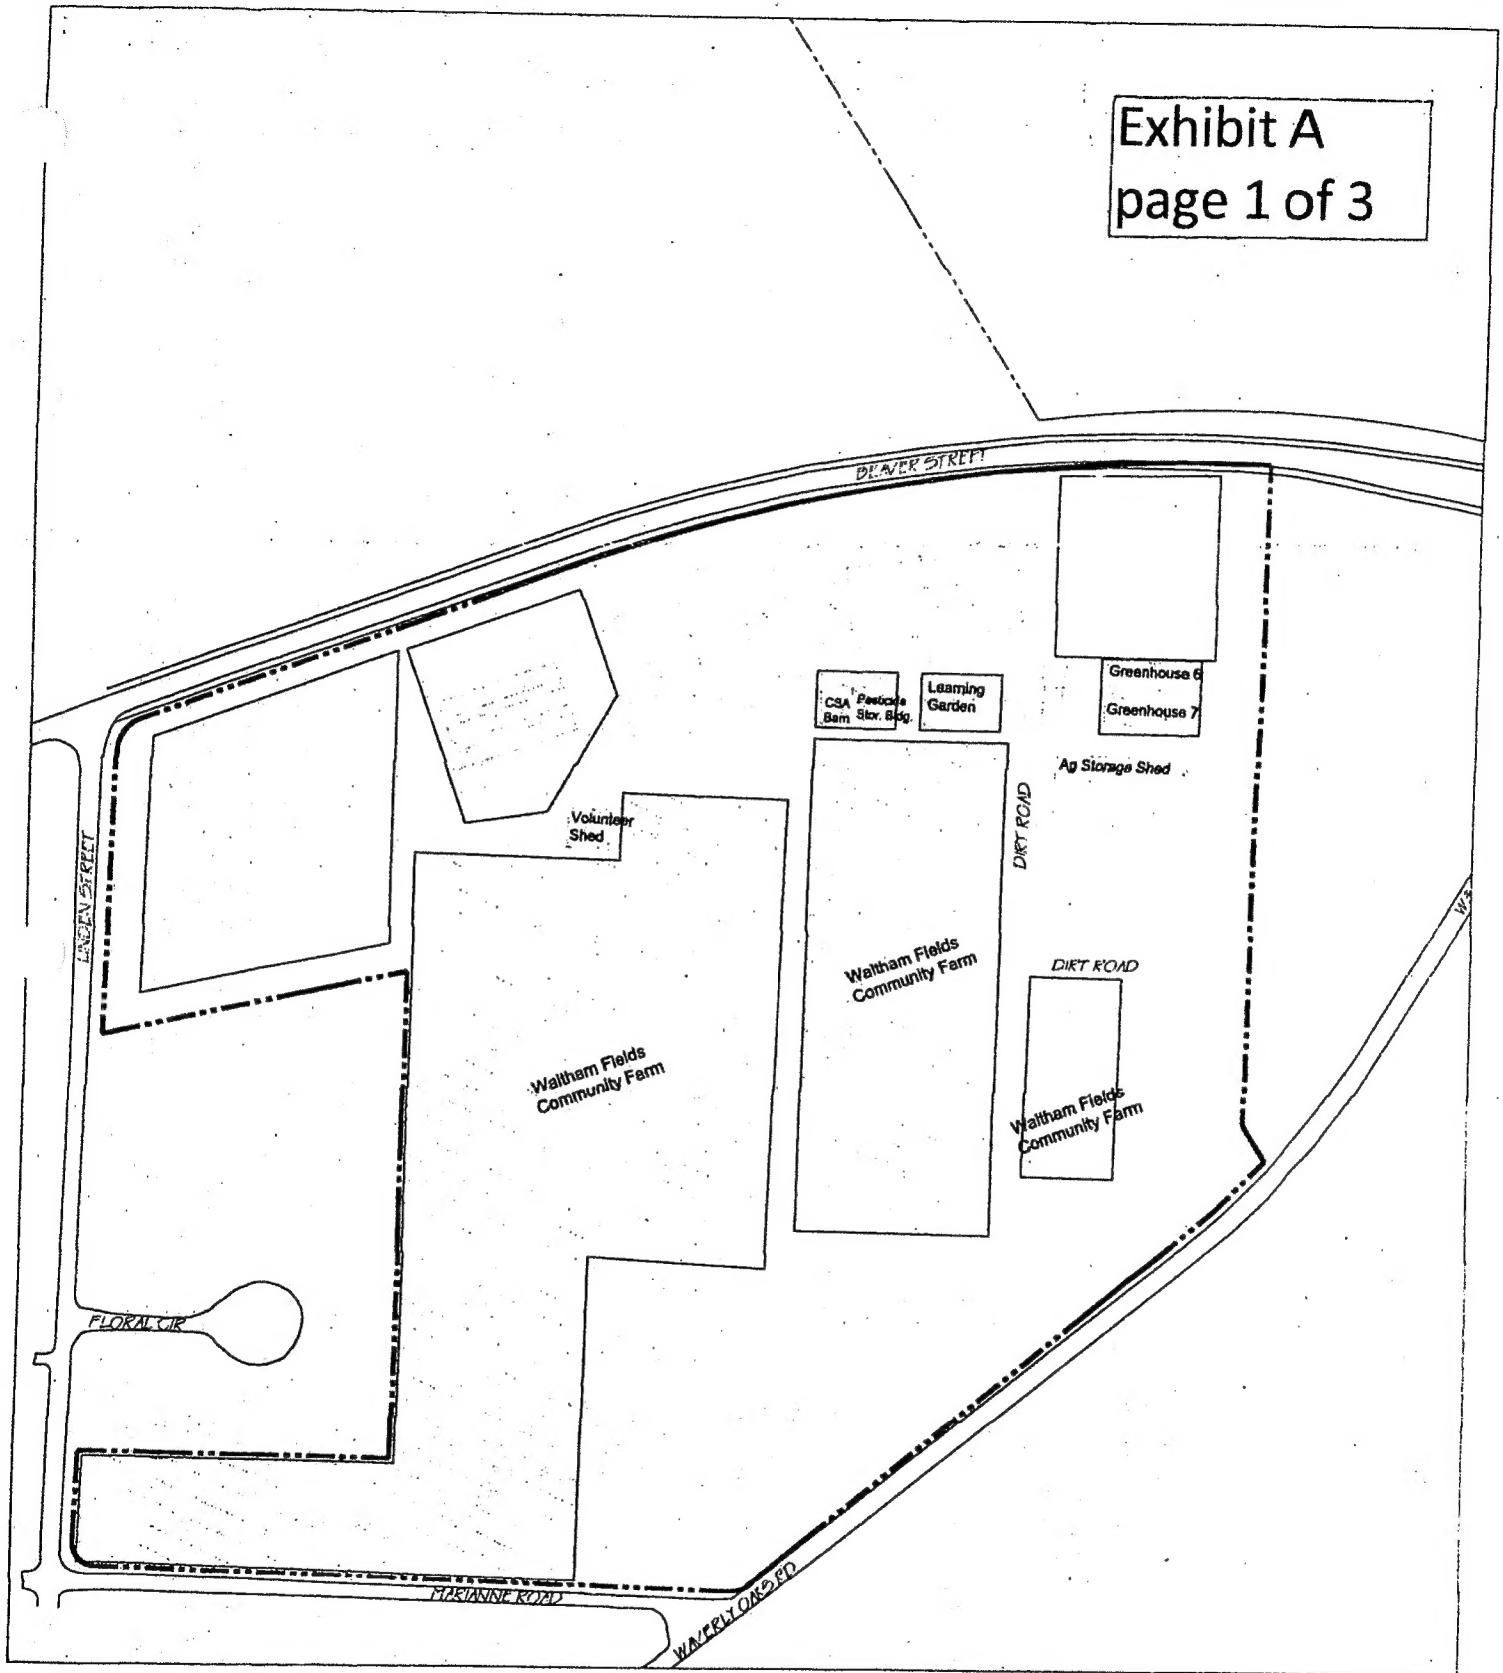 Exhibit A
page 1 of 3
BEAVER STREET
Greenhouse 6
Greenhouse 7
Learning
Garden
CSA
Barn
Pesticide
Stor. Bldg.
Ag Storage Shed
DIRT ROAD
Volunteer
Shed
LINDEN STREET
Waltham Fields
Community Farm
DIRT ROAD
Waltham Fields
Community Farm
Waltham Fields
Community Farm
FLORAL CIR
MARIANNE ROAD
WAVERLY OAKS RD